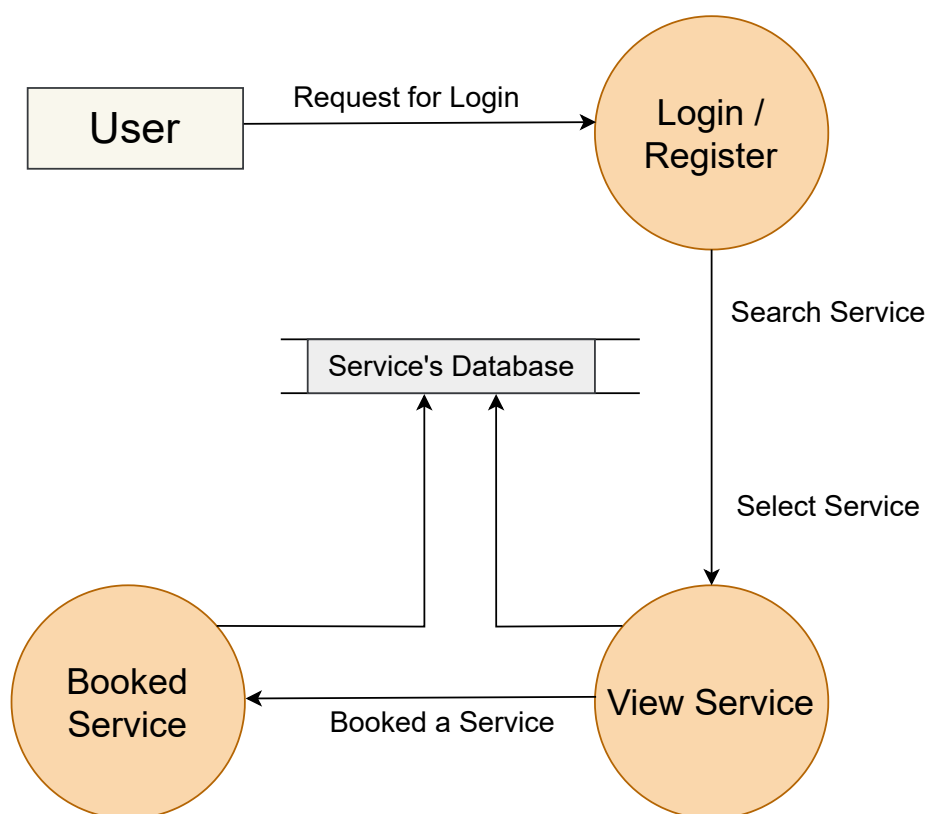 User
Request for Login
Login /
Register
Search Service
Service's Database
Select Service
Booked
Service
Booked a Service
View Service